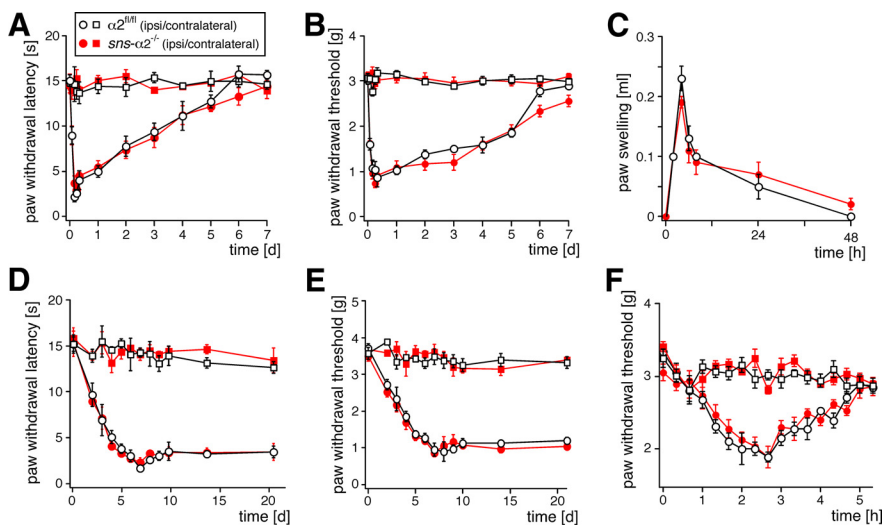 A
α2fl/fl (ipsi/contralateral)
sns-α2-/- (ipsi/contralateral)
paw withdrawal latency [s]
20
15
10
5
0
0 1 2 3 4 5 6 7
time [d]
B
paw withdrawal threshold [g]
4
3
2
1
0
0 1 2 3 4 5 6 7
time [d]
C
paw swelling [ml]
0.3
0.2
0.1
0
0 24 48
time [h]
D
paw withdrawal latency [s]
20
15
10
5
0
0 5 10 15 20
time [d]
E
paw withdrawal threshold [g]
5
4
3
2
1
0
0 5 10 15 20
time [d]
F
paw withdrawal threshold [g]
4
3
2
0 1 2 3 4 5
time [h]